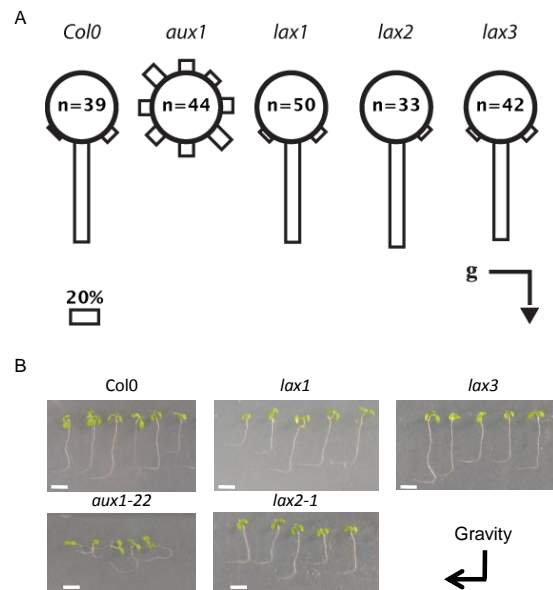 A
Col0 aux1 lax1 lax2 lax3
n=39 n=44 n=50 n=33 n=42
g
20%
B
Col0 lax1 lax3
aux1-22 lax2-1
Gravity